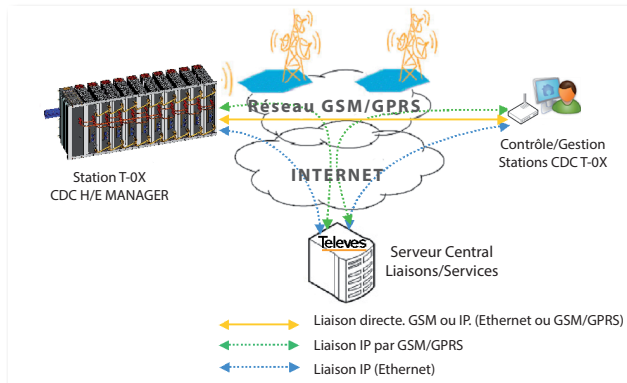 Réseau GSM/GPRS
INTERNET
Station T-0X
CDC H/E MANAGER
Contrôle/Gestion
Stations CDC T-0X
Televes
Serveur Central
Liaisons/Services
Liaison directe. GSM ou IP. (Ethernet ou GSM/GPRS)
Liaison IP par GSM/GPRS
Liaison IP (Ethernet)